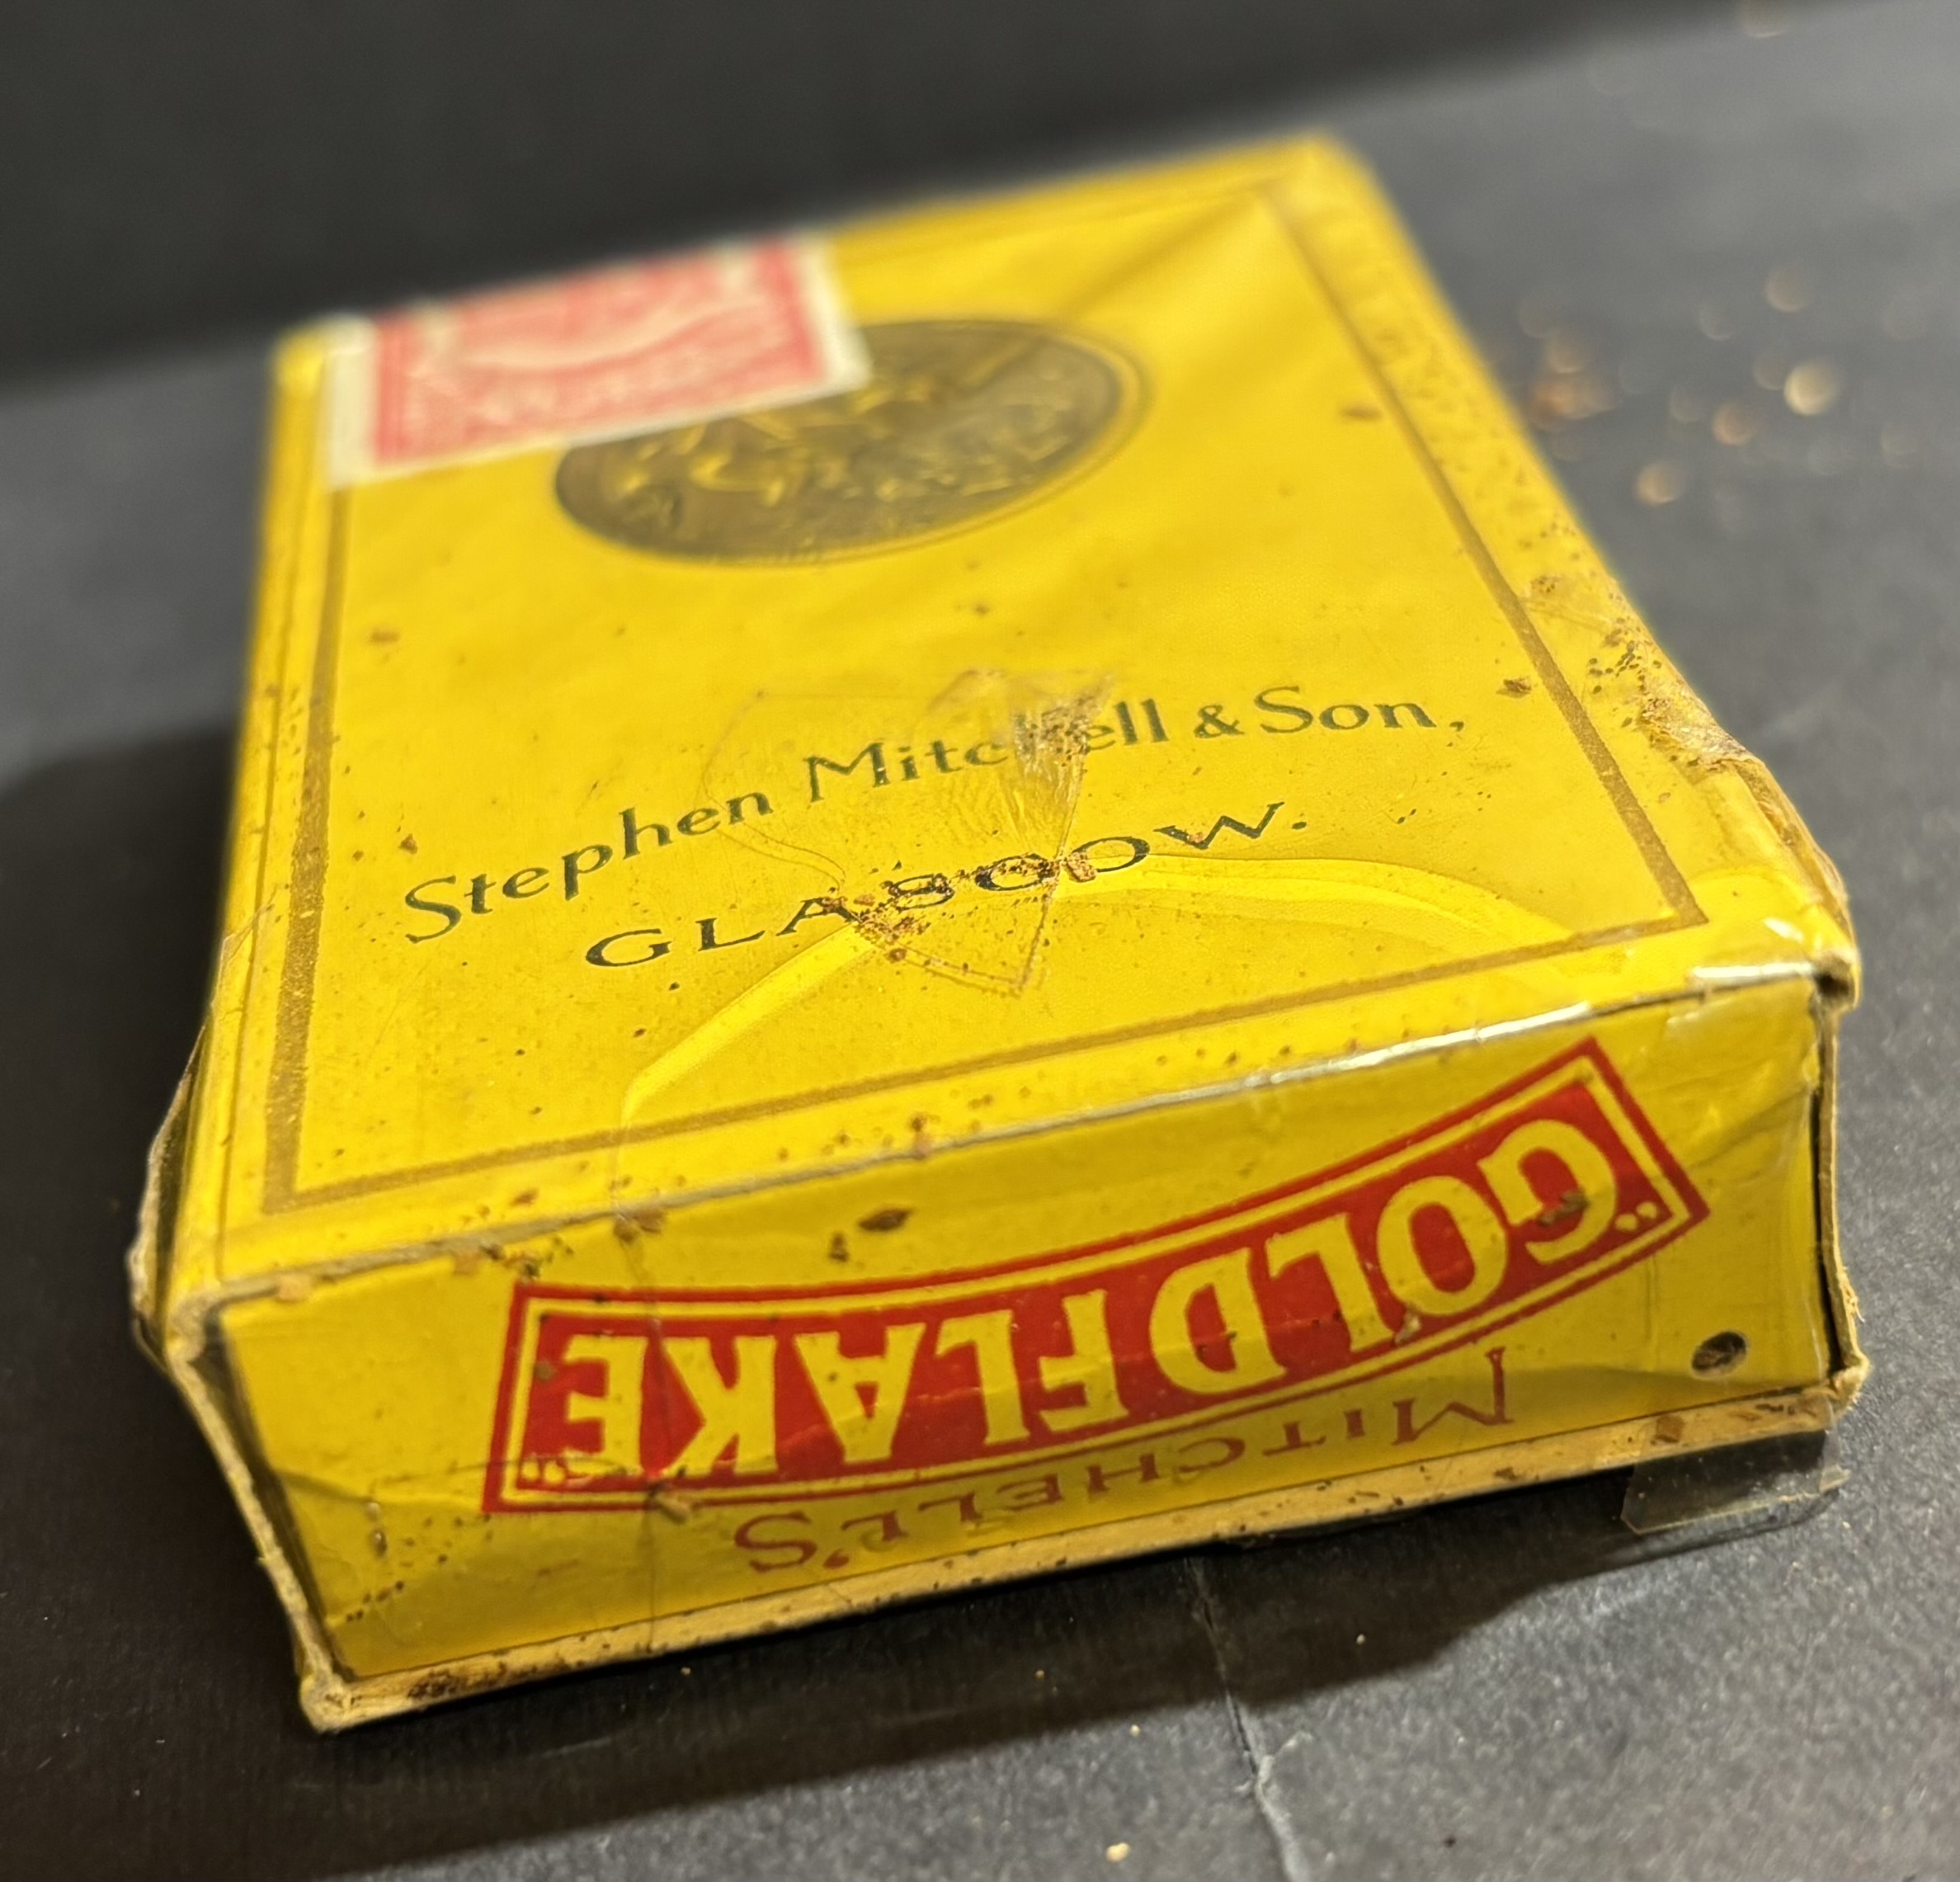 Stephen Mitchell & Son,
GLASGOW.
MITCHELL'S
GOLD FLAKE